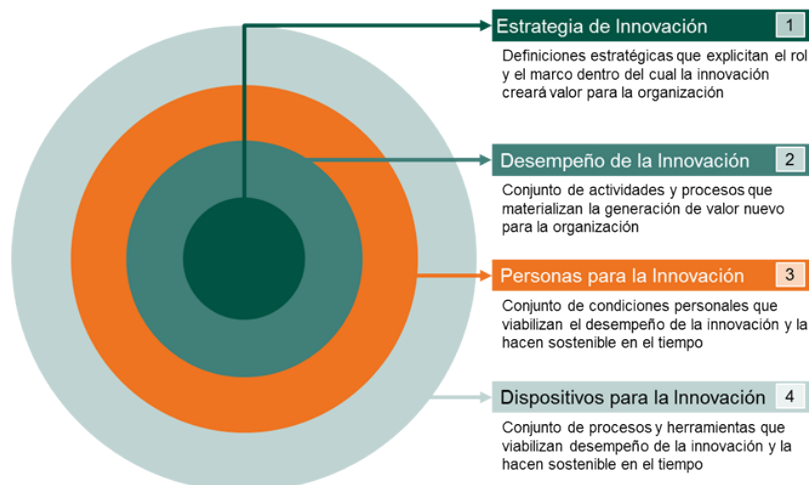 Estrategia de Innovación 1
Definiciones estratégicas que explicitan el rol
y el marco dentro del cual la innovación
creará valor para la organización
Desempeño de la Innovación 2
Conjunto de actividades y procesos que
materializan la generación de valor nuevo
para la organización
Personas para la Innovación 3
Conjunto de condiciones personales que
viabilizan el desempeño de la innovación y la
hacen sostenible en el tiempo
Dispositivos para la Innovación 4
Conjunto de procesos y herramientas que
viabilizan desempeño de la innovación y la
hacen sostenible en el tiempo